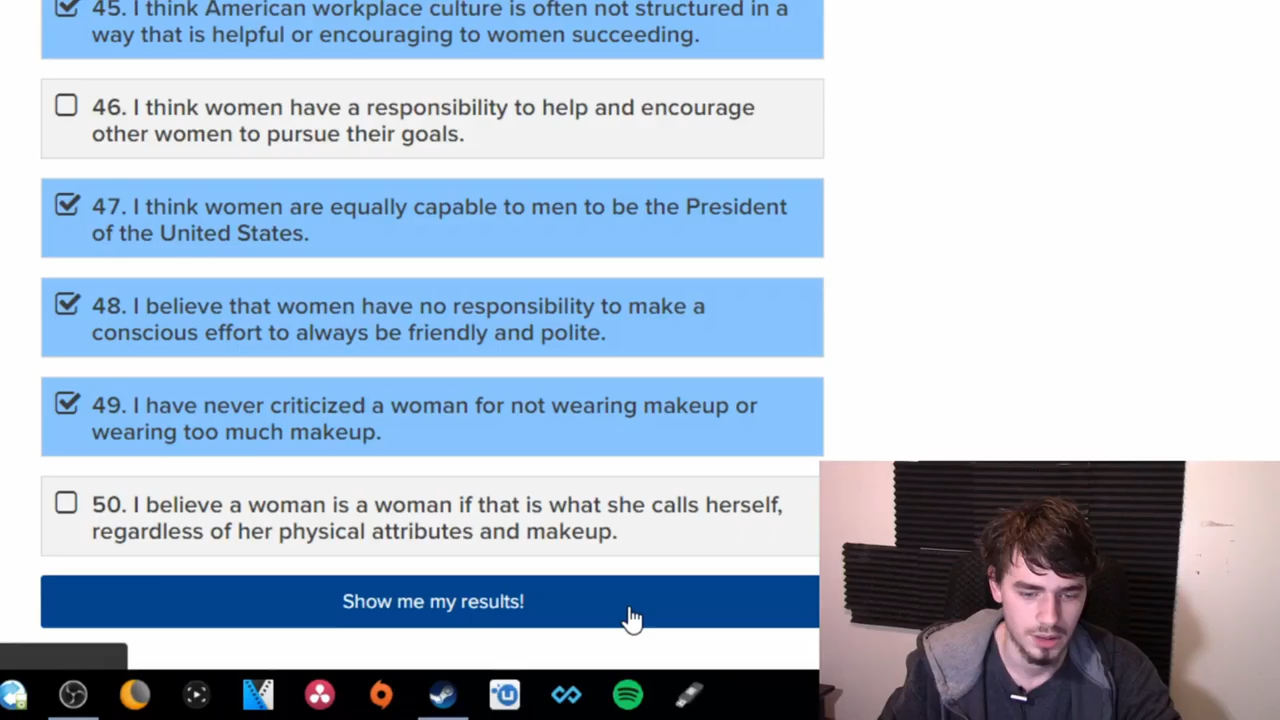 45. I think American workplace culture is often not structured in a
way that is helpful or encouraging to women succeeding.
46. I think women have a responsibility to help and encourage
other women to pursue their goals.
47. I think women are equally capable to men to be the President
of the United States.
48. I believe that women have no responsibility to make a
conscious effort to always be friendly and polite.
49. I have never criticized a woman for not wearing makeup or
wearing too much makeup.
50. I believe a woman is a woman if that is what she calls herself,
regardless of her physical attributes and makeup.
Show me my results!